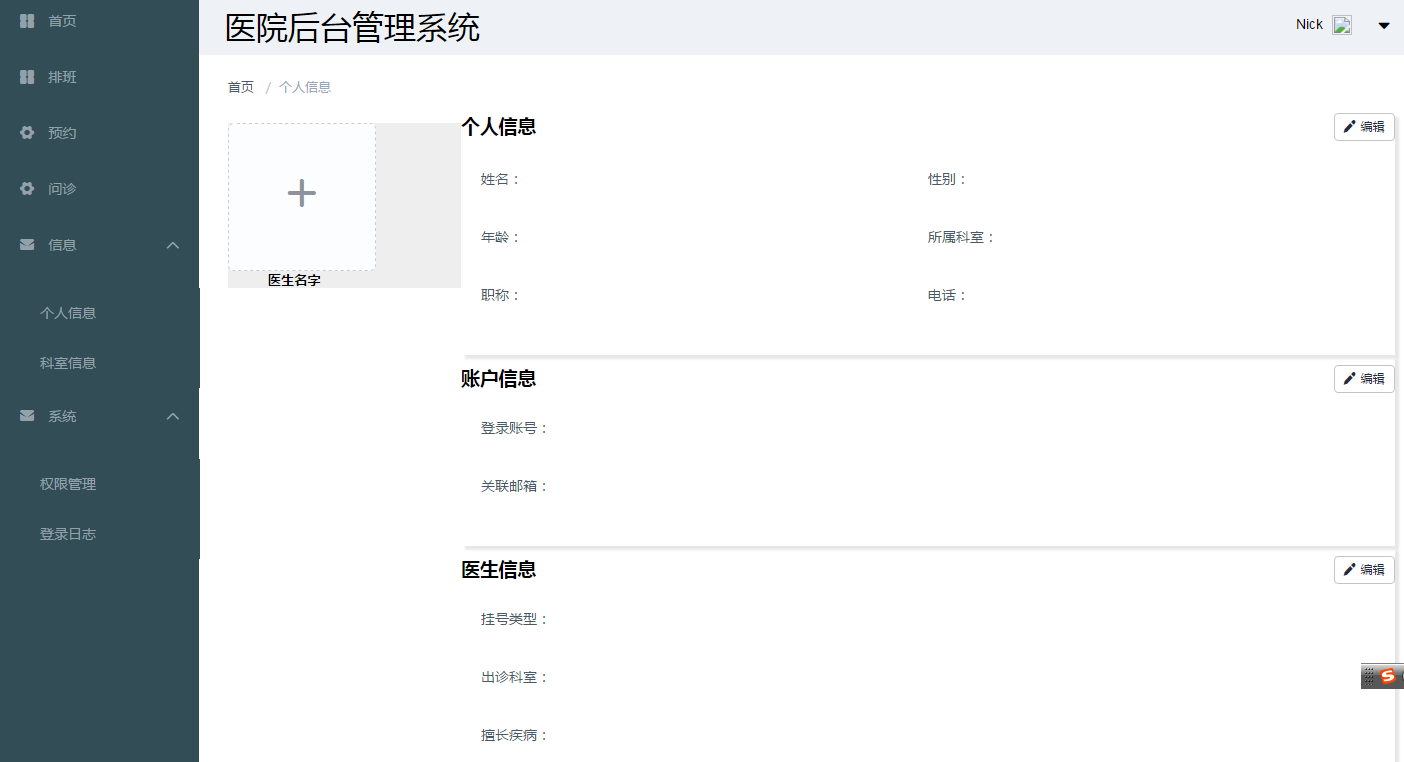 首页
排班
预约
问诊
信息
个人信息
科室信息
系统
权限管理
登录日志
医院后台管理系统
Nick
首页 / 个人信息
医生名字
个人信息
编辑
姓名：
性别：
年龄：
所属科室：
职称：
电话：
账户信息
编辑
登录账号：
关联邮箱：
医生信息
编辑
挂号类型：
出诊科室：
擅长疾病：
S